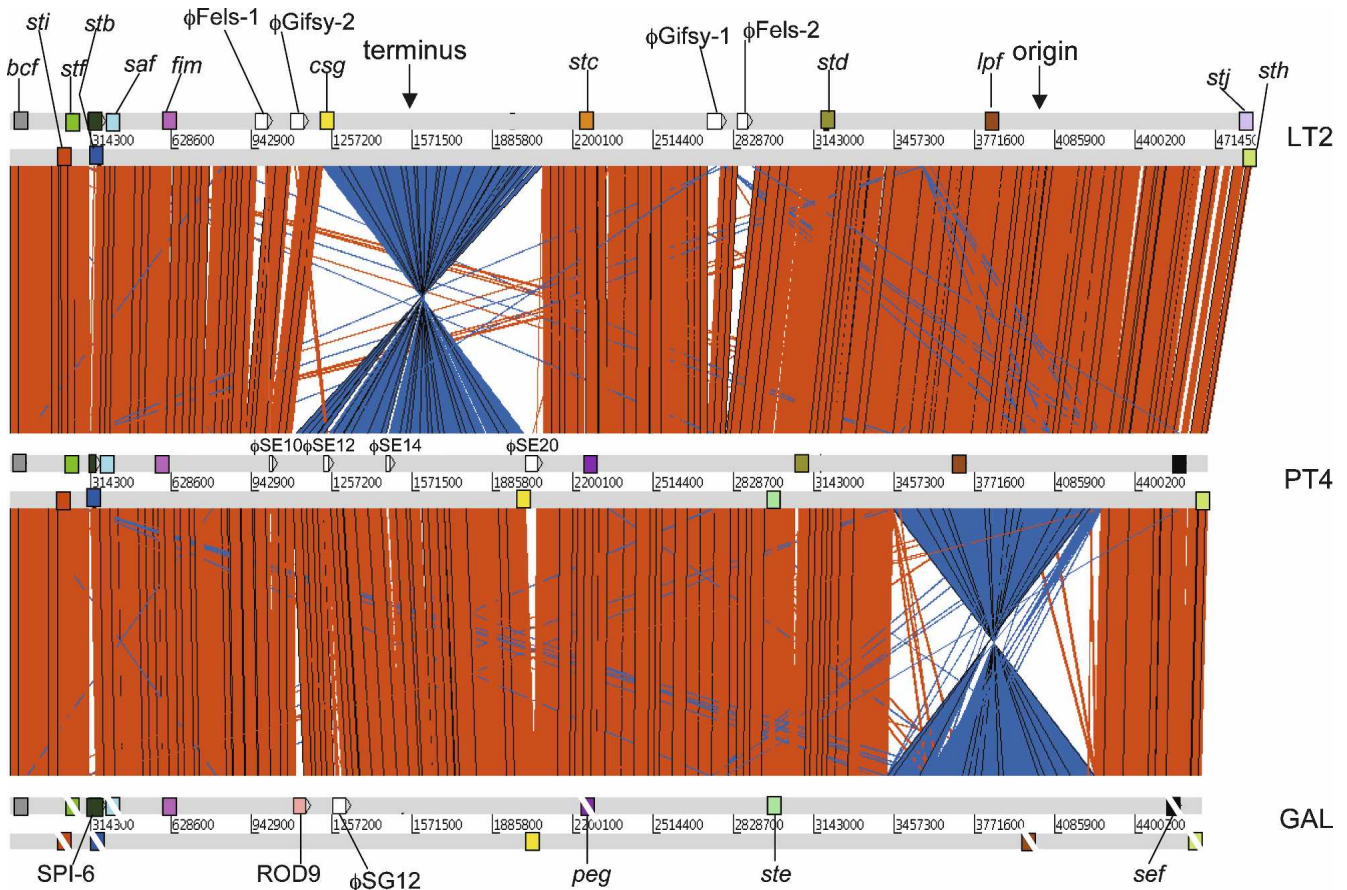 sti stb ϕFels-1 ϕGifsy-2 terminus ϕGifsy-1 ϕFels-2 origin
bcf stf saf fim csg stc std lpf stj sth
314300 628600 942900 1257200 1571500 1885800 2200100 2514400 2828700 3143000 3457300 3771600 4085900 4400200 471450
LT2
ϕSE10 ϕSE12 ϕSE14 ϕSE20
314300 628600 942900 1257200 1571500 1885800 2200100 2514400 2828700 3143000 3457300 3771600 4085900 4400200
PT4
314300 628600 942900 1257200 1571500 1885800 2200100 2514400 2828700 3143000 3457300 3771600 4085900 4400200
GAL
SPI-6 ROD9 ϕSG12 peg ste sef